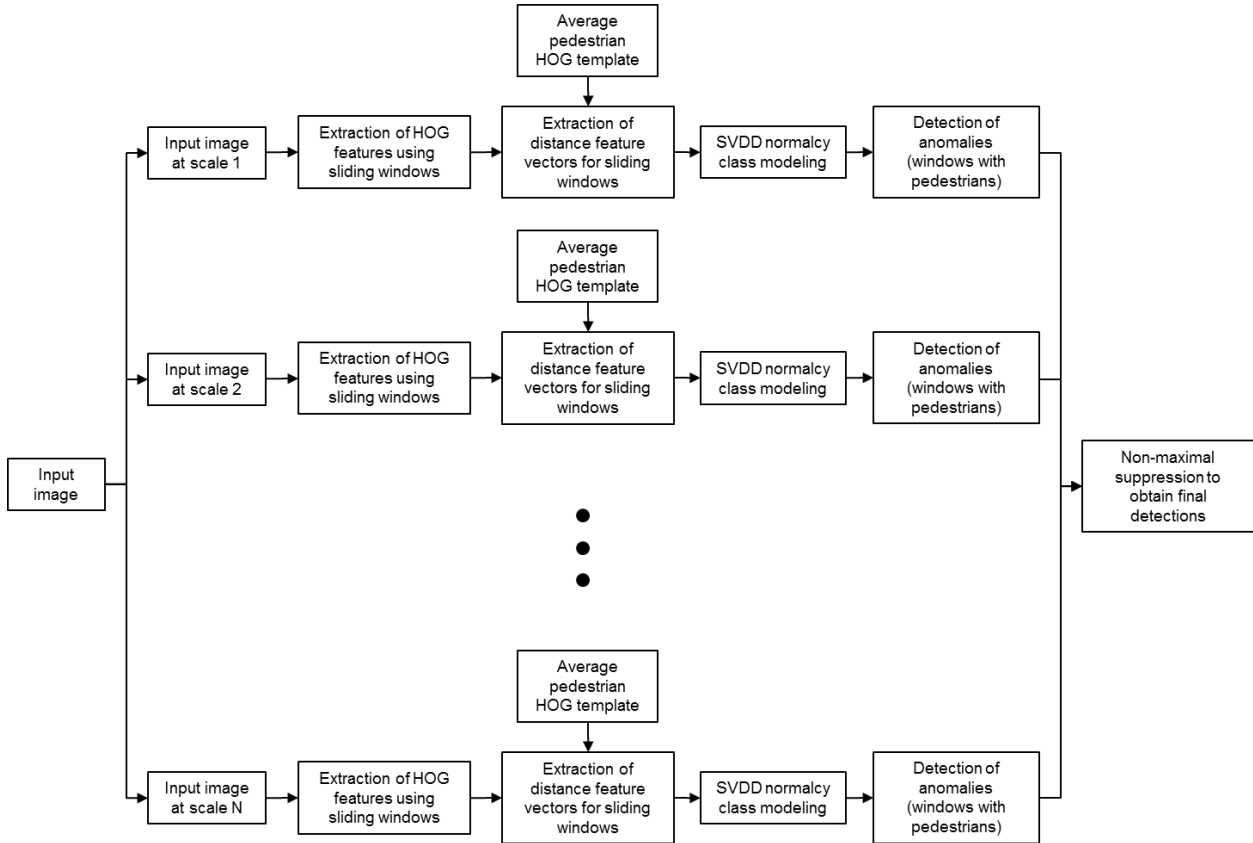 Average
pedestrian
HOG template
Input image
at scale 1
Extraction of HOG
features using
sliding windows
Extraction of
distance feature
vectors for sliding
windows
SVDD normalcy
class modeling
Detection of
anomalies
(windows with
pedestrians)
Average
pedestrian
HOG template
Input image
at scale 2
Extraction of HOG
features using
sliding windows
Extraction of
distance feature
vectors for sliding
windows
SVDD normalcy
class modeling
Detection of
anomalies
(windows with
pedestrians)
Input
image
Non-maximal
suppression to
obtain final
detections
Average
pedestrian
HOG template
Input image
at scale N
Extraction of HOG
features using
sliding windows
Extraction of
distance feature
vectors for sliding
windows
SVDD normalcy
class modeling
Detection of
anomalies
(windows with
pedestrians)